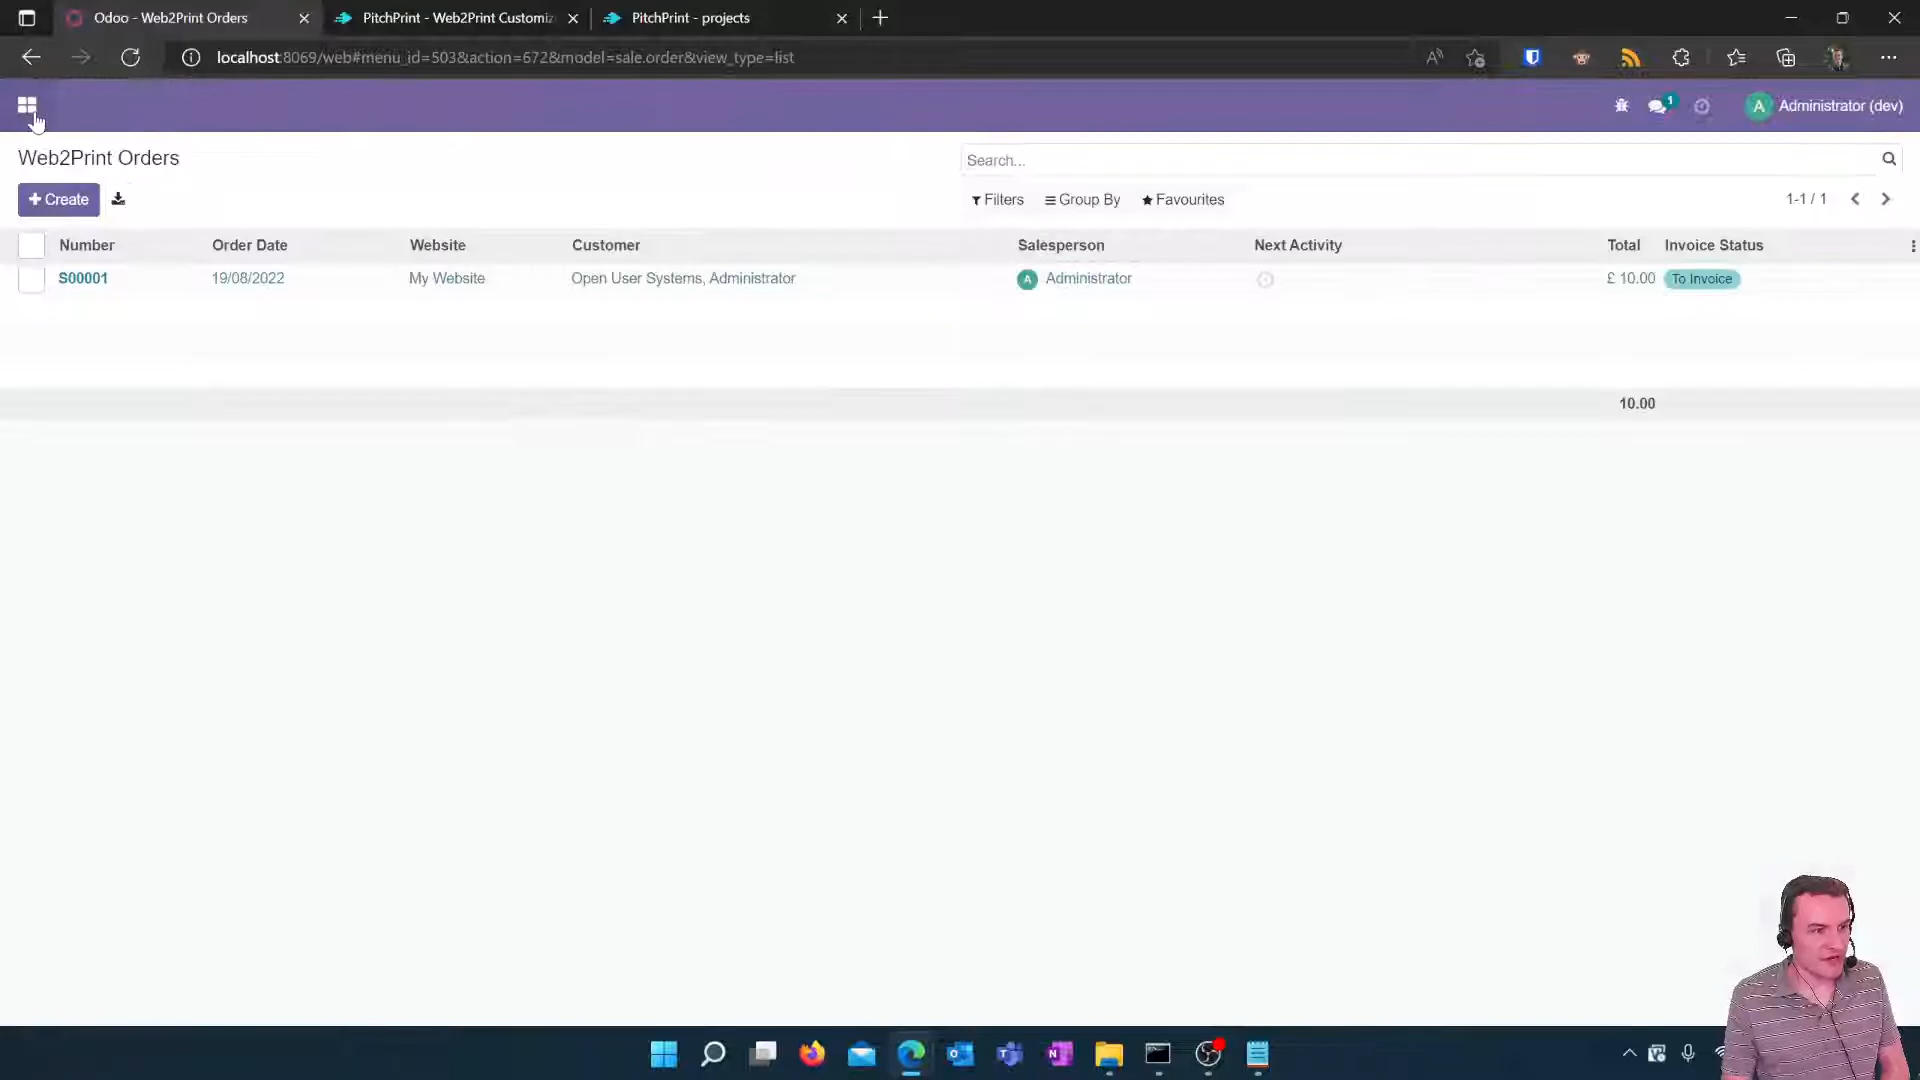 Odoo - Web2Print Orders
PitchPrint - Web2Print Customiz
PitchPrint - projects
localhost:8069/web#menu_id=503&action=672&model=sale.order&view_type=list
1
A Administrator (dev)
Web2Print Orders
Search...
Create
Filters
Group By
Favourites
1-1 / 1
Number Order Date Website Customer Salesperson Next Activity Total Invoice Status
S00001 19/08/2022 My Website Open User Systems, Administrator A Administrator £ 10.00 To Invoice
10.00